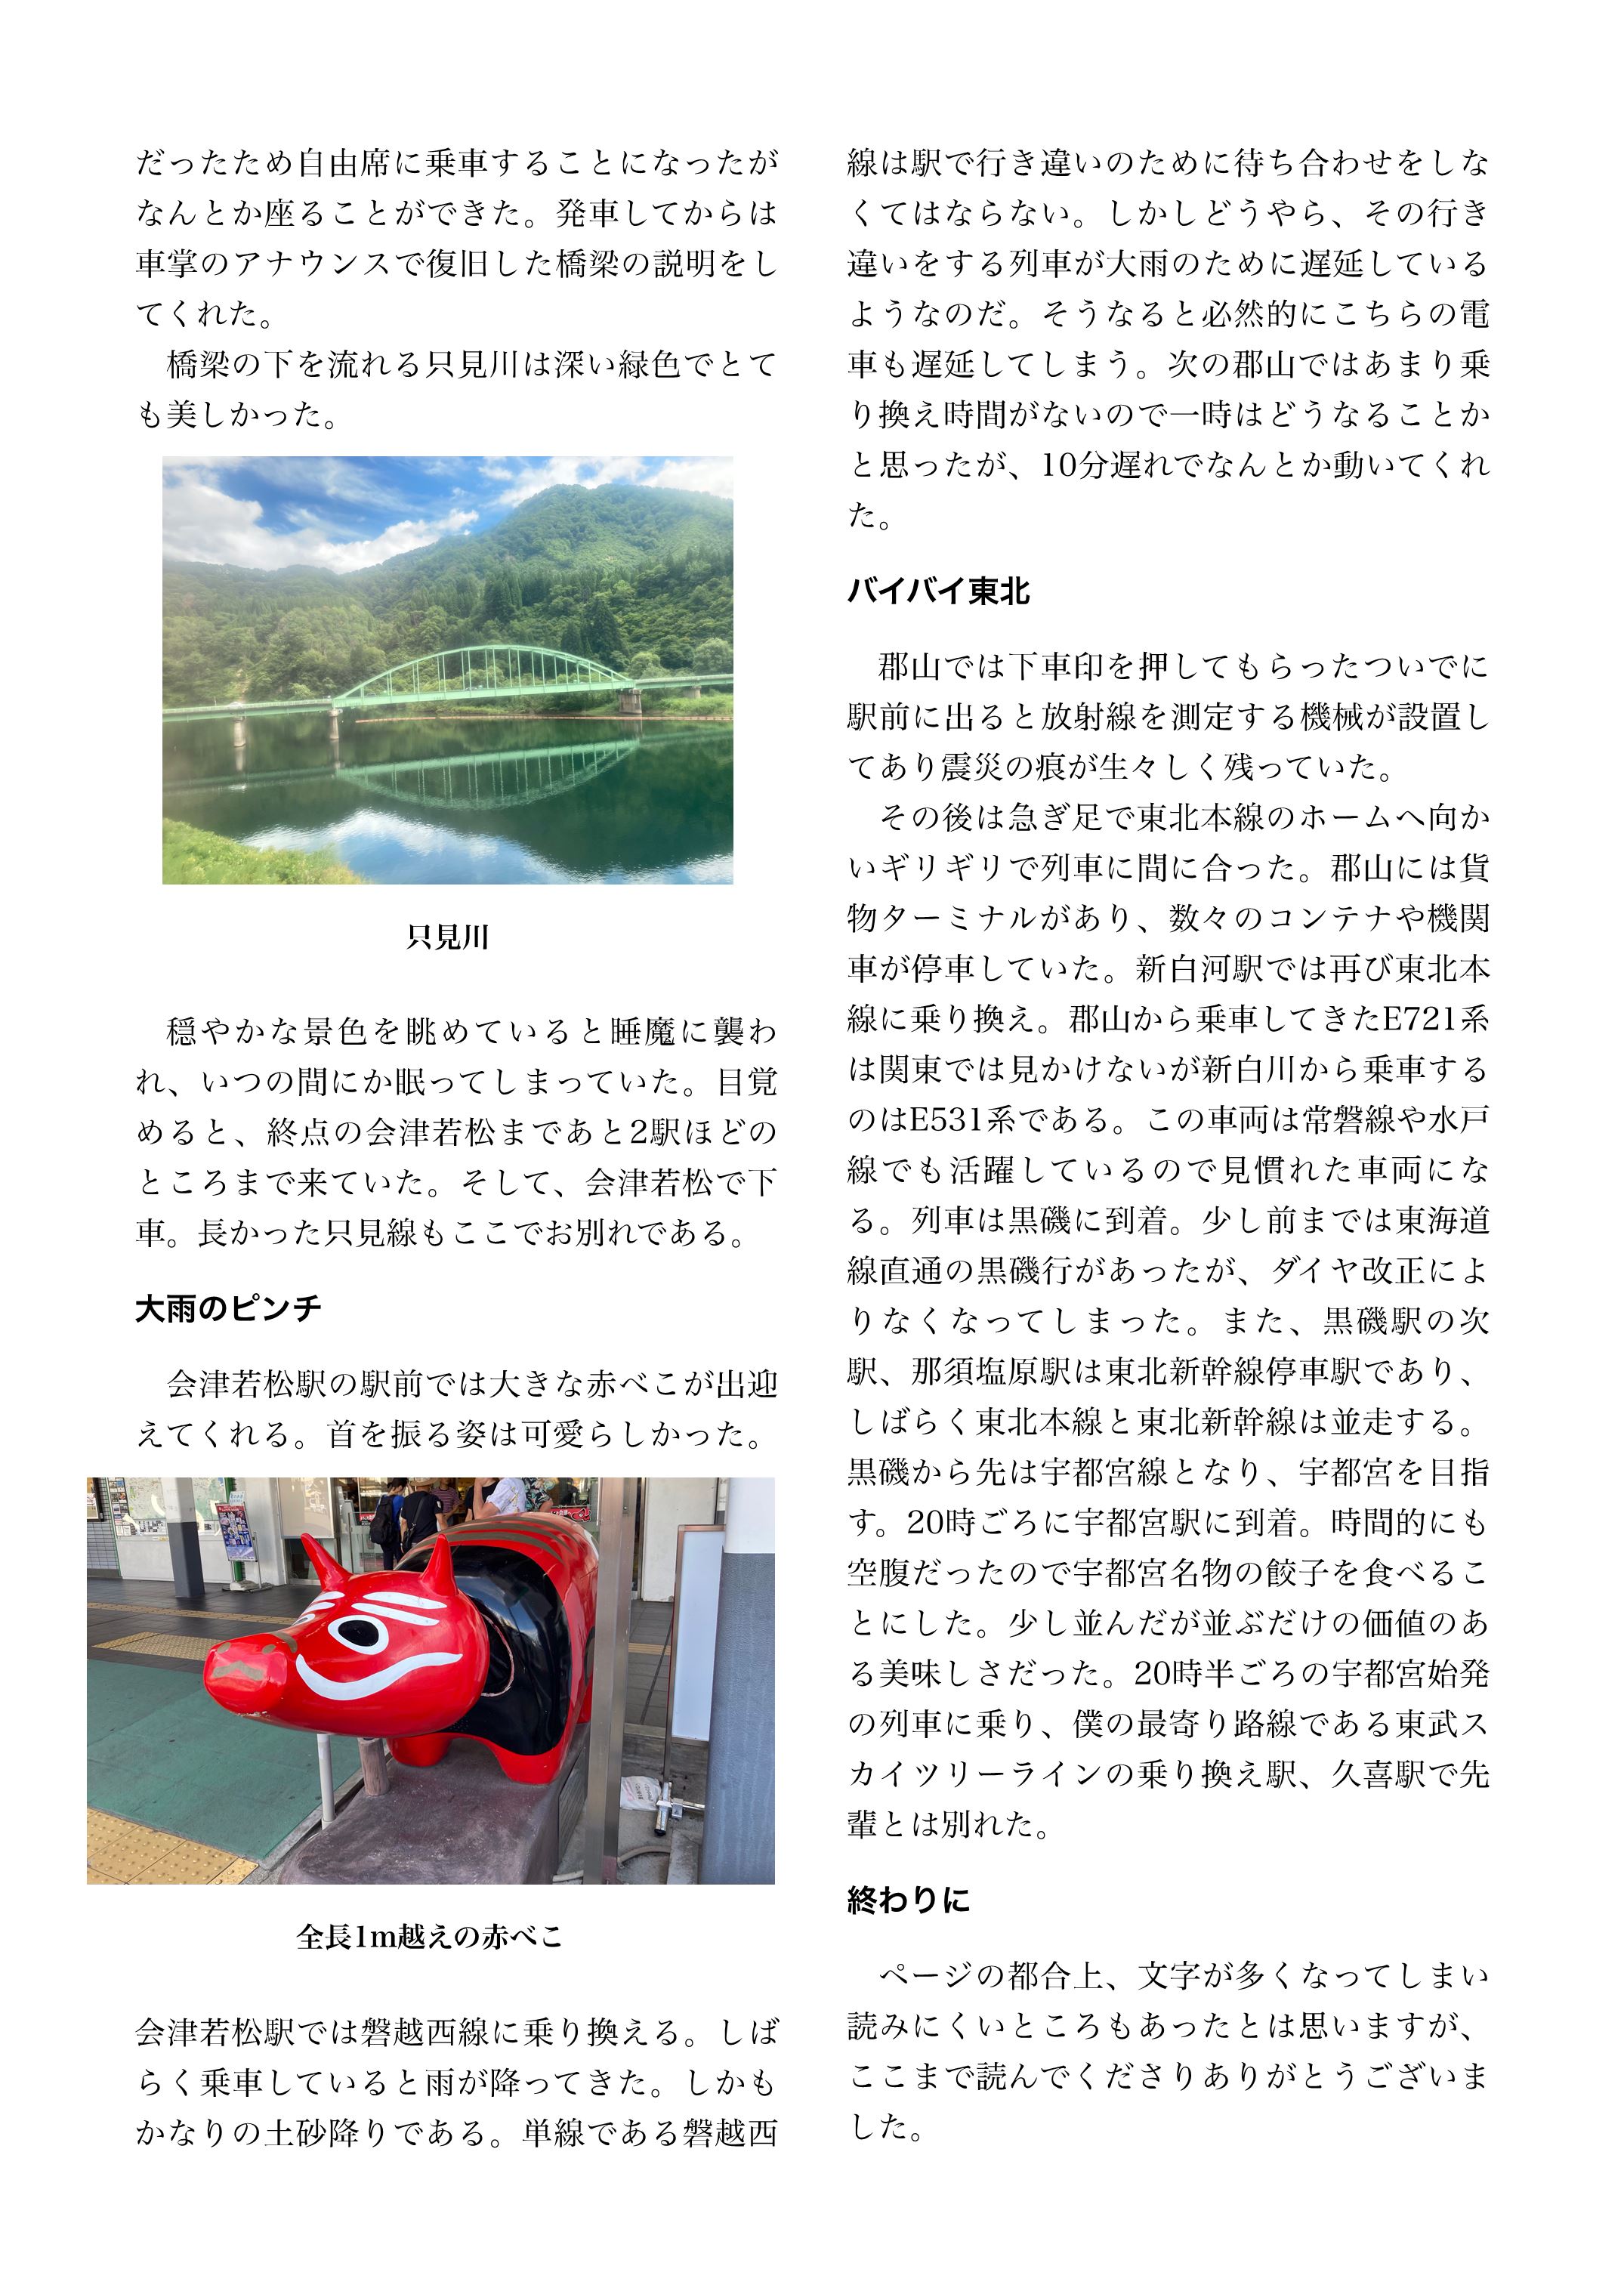 だったため自由席に乗車することになったが
なんとか座ることができた。発車してからは
車掌のアナウンスで復旧した橋梁の説明をし
てくれた。
　橋梁の下を流れる只見川は深い緑色でとて
も美しかった。
只見川
　穏やかな景色を眺めていると睡魔に襲わ
れ、いつの間にか眠ってしまっていた。目覚
めると、終点の会津若松まであと2駅ほどの
ところまで来ていた。そして、会津若松で下
車。長かった只見線もここでお別れである。
大雨のピンチ
　会津若松駅の駅前では大きな赤べこが出迎
えてくれる。首を振る姿は可愛らしかった。
全長1m越えの赤べこ
会津若松駅では磐越西線に乗り換える。しば
らく乗車していると雨が降ってきた。しかも
かなりの土砂降りである。単線である磐越西
線は駅で行き違いのために待ち合わせをしな
くてはならない。しかしどうやら、その行き
違いをする列車が大雨のために遅延している
ようなのだ。そうなると必然的にこちらの電
車も遅延してしまう。次の郡山ではあまり乗
り換え時間がないので一時はどうなることか
と思ったが、10分遅れでなんとか動いてくれ
た。
バイバイ東北
　郡山では下車印を押してもらったついでに
駅前に出ると放射線を測定する機械が設置し
てあり震災の痕が生々しく残っていた。
　その後は急ぎ足で東北本線のホームへ向か
いギリギリで列車に間に合った。郡山には貨
物ターミナルがあり、数々のコンテナや機関
車が停車していた。新白河駅では再び東北本
線に乗り換え。郡山から乗車してきたE721系
は関東では見かけないが新白川から乗車する
のはE531系である。この車両は常磐線や水戸
線でも活躍しているので見慣れた車両にな
る。列車は黒磯に到着。少し前までは東海道
線直通の黒磯行があったが、ダイヤ改正によ
りなくなってしまった。また、黒磯駅の次
駅、那須塩原駅は東北新幹線停車駅であり、
しばらく東北本線と東北新幹線は並走する。
黒磯から先は宇都宮線となり、宇都宮を目指
す。20時ごろに宇都宮駅に到着。時間的にも
空腹だったので宇都宮名物の餃子を食べるこ
とにした。少し並んだが並ぶだけの価値のあ
る美味しさだった。20時半ごろの宇都宮始発
の列車に乗り、僕の最寄り路線である東武ス
カイツリーラインの乗り換え駅、久喜駅で先
輩とは別れた。
終わりに
　ページの都合上、文字が多くなってしまい
読みにくいところもあったとは思いますが、
ここまで読んでくださりありがとうございま
した。